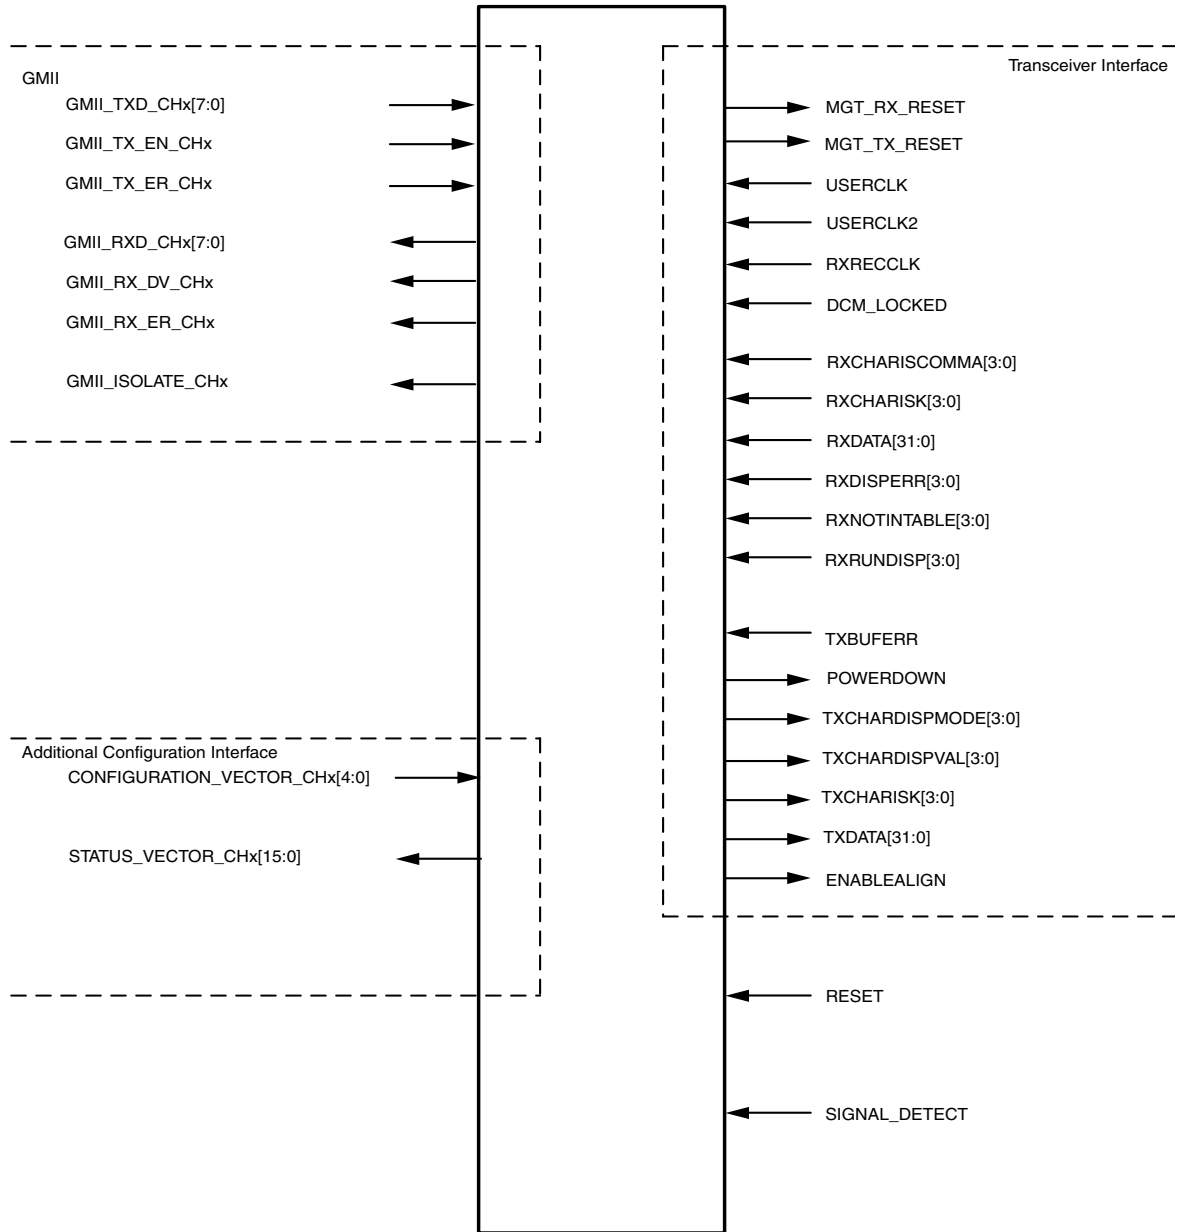 GMII
GMII_TXD_CHx[7:0]
GMII_TX_EN_CHx
GMII_TX_ER_CHx
GMII_RXD_CHx[7:0]
GMII_RX_DV_CHx
GMII_RX_ER_CHx
GMII_ISOLATE_CHx
Additional Configuration Interface
CONFIGURATION_VECTOR_CHx[4:0]
STATUS_VECTOR_CHx[15:0]
Transceiver Interface
MGT_RX_RESET
MGT_TX_RESET
USERCLK
USERCLK2
RXRECCLK
DCM_LOCKED
RXCHARISCOMMA[3:0]
RXCHARISK[3:0]
RXDATA[31:0]
RXDISPERR[3:0]
RXNOTINTABLE[3:0]
RXRUNDISP[3:0]
TXBUFERR
POWERDOWN
TXCHARDISPMODE[3:0]
TXCHARDISPVAL[3:0]
TXCHARISK[3:0]
TXDATA[31:0]
ENABLEALIGN
RESET
SIGNAL_DETECT